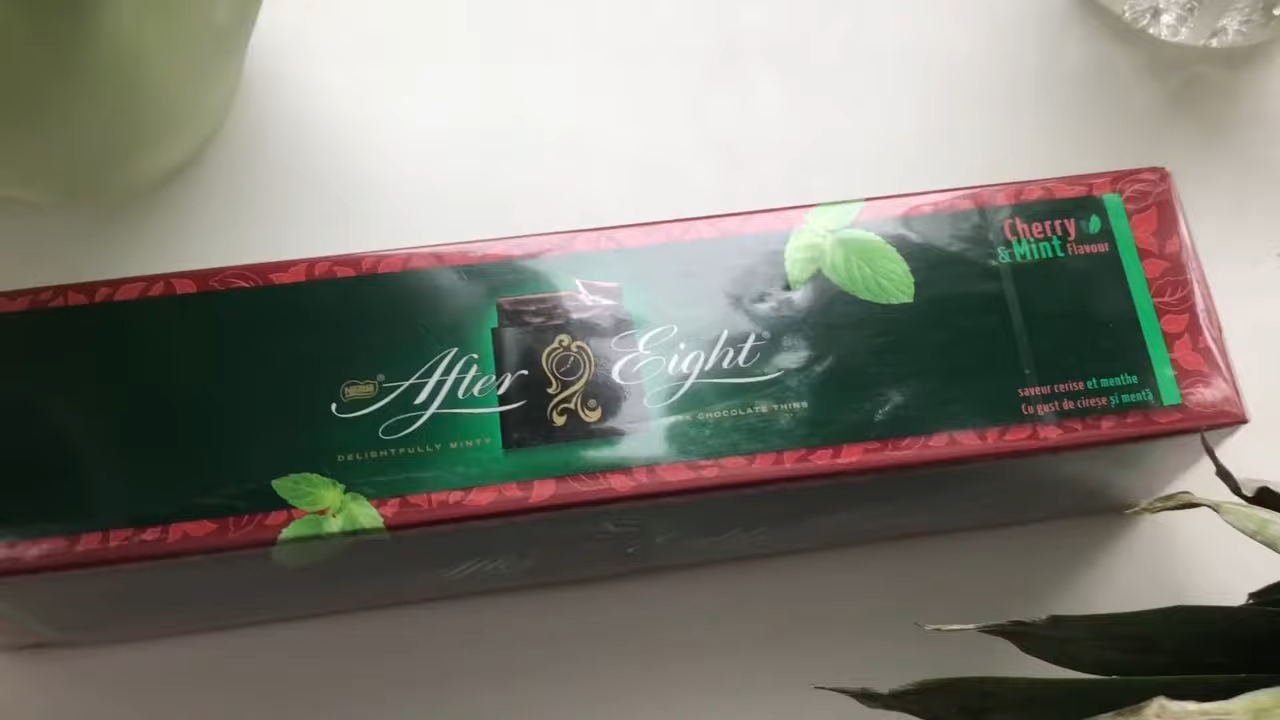 Cherry
&Mint Flavour
Nestlé
After Eight
DELIGHTFULLY MINTY CHOCOLATE THINS
saveur cerise et menthe
Cu gust de cireșe și mentă